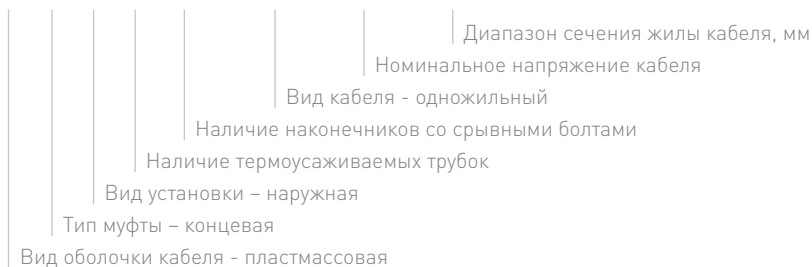 Диапазон сечения жилы кабеля, мм
Номинальное напряжение кабеля
Вид кабеля - одножильный
Наличие наконечников со срывными болтами
Наличие термоусаживаемых трубок
Вид установки – наружная
Тип муфты – концевая
Вид оболочки кабеля - пластмассовая